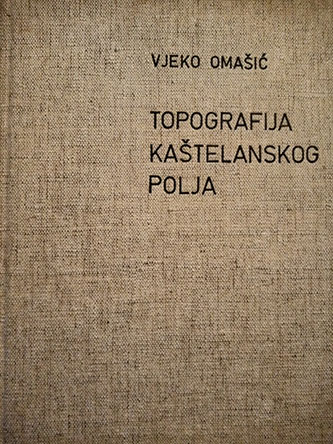 VJEKO OMAŠIĆ
TOPOGRAFIJA
KAŠTELANSKOG
POLJA